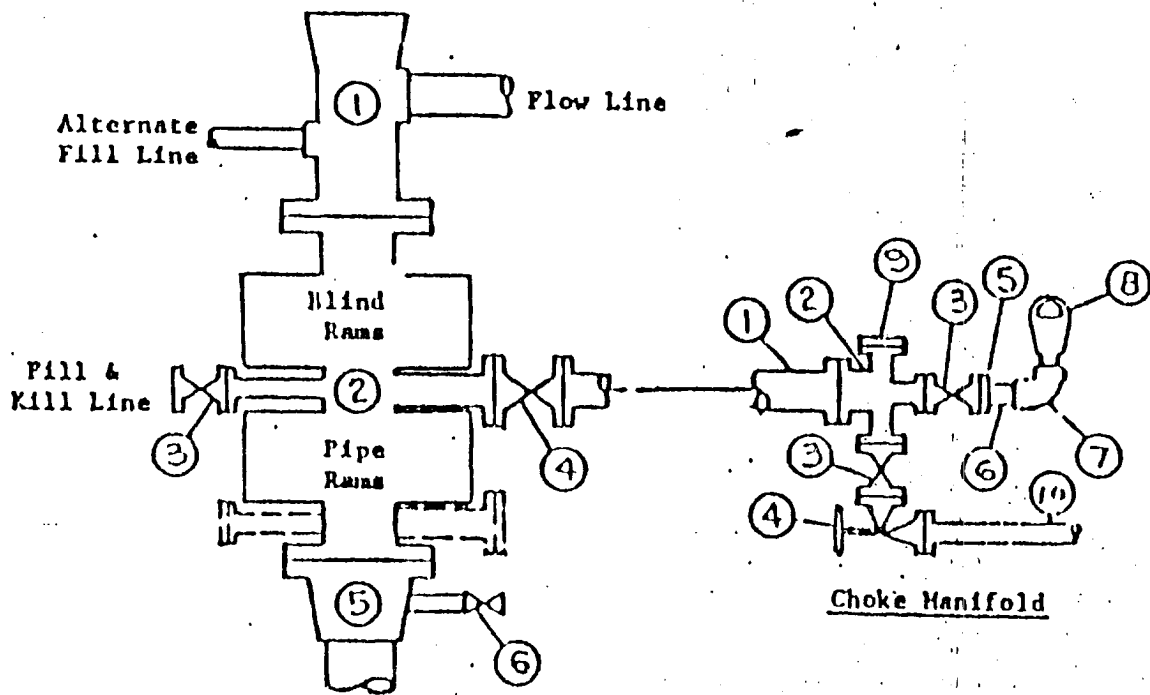 1
Flow Line
Alternate
Fill Line
Blind
Rams
Fill &
Kill Line
2
3
4
Pipe
Rams
5
6
1
2
9
3
5
8
3
6
7
4
10
Choke Manifold